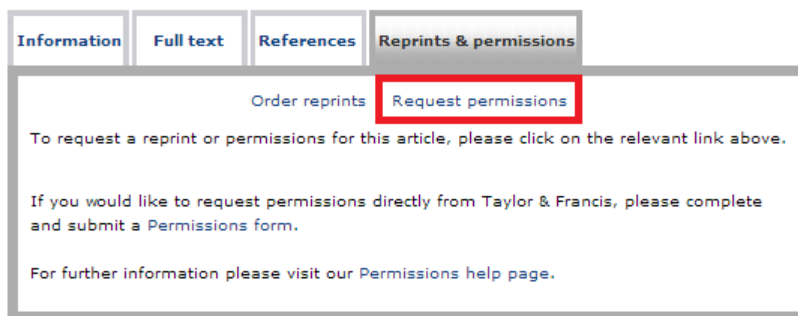 Information Full text References Reprints & permissions
Order reprints Request permissions
To request a reprint or permissions for this article, please click on the relevant link above.
If you would like to request permissions directly from Taylor & Francis, please complete
and submit a Permissions form.
For further information please visit our Permissions help page.